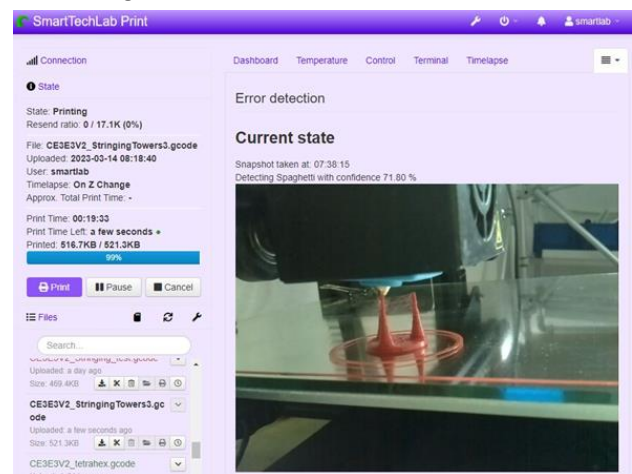 SmartTechLab Print
smartlab
Connection
State
State: Printing
Resend ratio: 0 / 17.1K (0%)
File: CE3E3V2_StringingTowers3.gcode
Uploaded: 2023-03-14 08:18:40
User: smartlab
Timelapse: On Z Change
Approx. Total Print Time: -
Print Time: 00:19:33
Print Time Left: a few seconds
Printed: 516.7KB / 521.3KB
99%
Print
Pause
Cancel
Files
Search...
CE3E3V2_Stringing_test.gcode
Uploaded: a day ago
Size: 469.4KB
CE3E3V2_StringingTowers3.gc
ode
Uploaded: a few seconds ago
Size: 521.3KB
CE3E3V2_tetrahex.gcode
Dashboard
Temperature
Control
Terminal
Timelapse
Error detection
Current state
Snapshot taken at: 07:38:15
Detecting Spaghetti with confidence 71.80 %